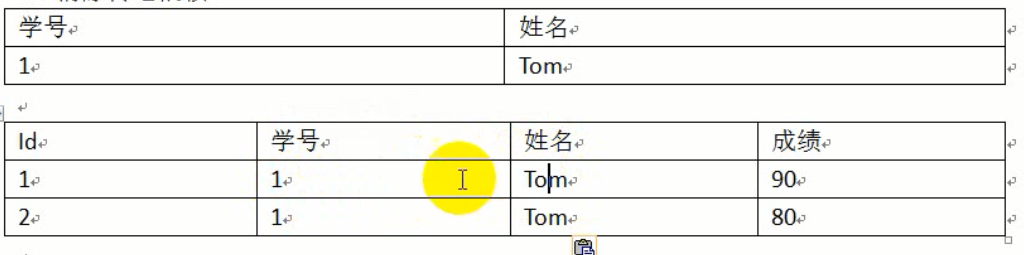 学号 姓名
1 Tom
Id 学号 姓名 成绩
1 1 Tom 90
2 1 Tom 80